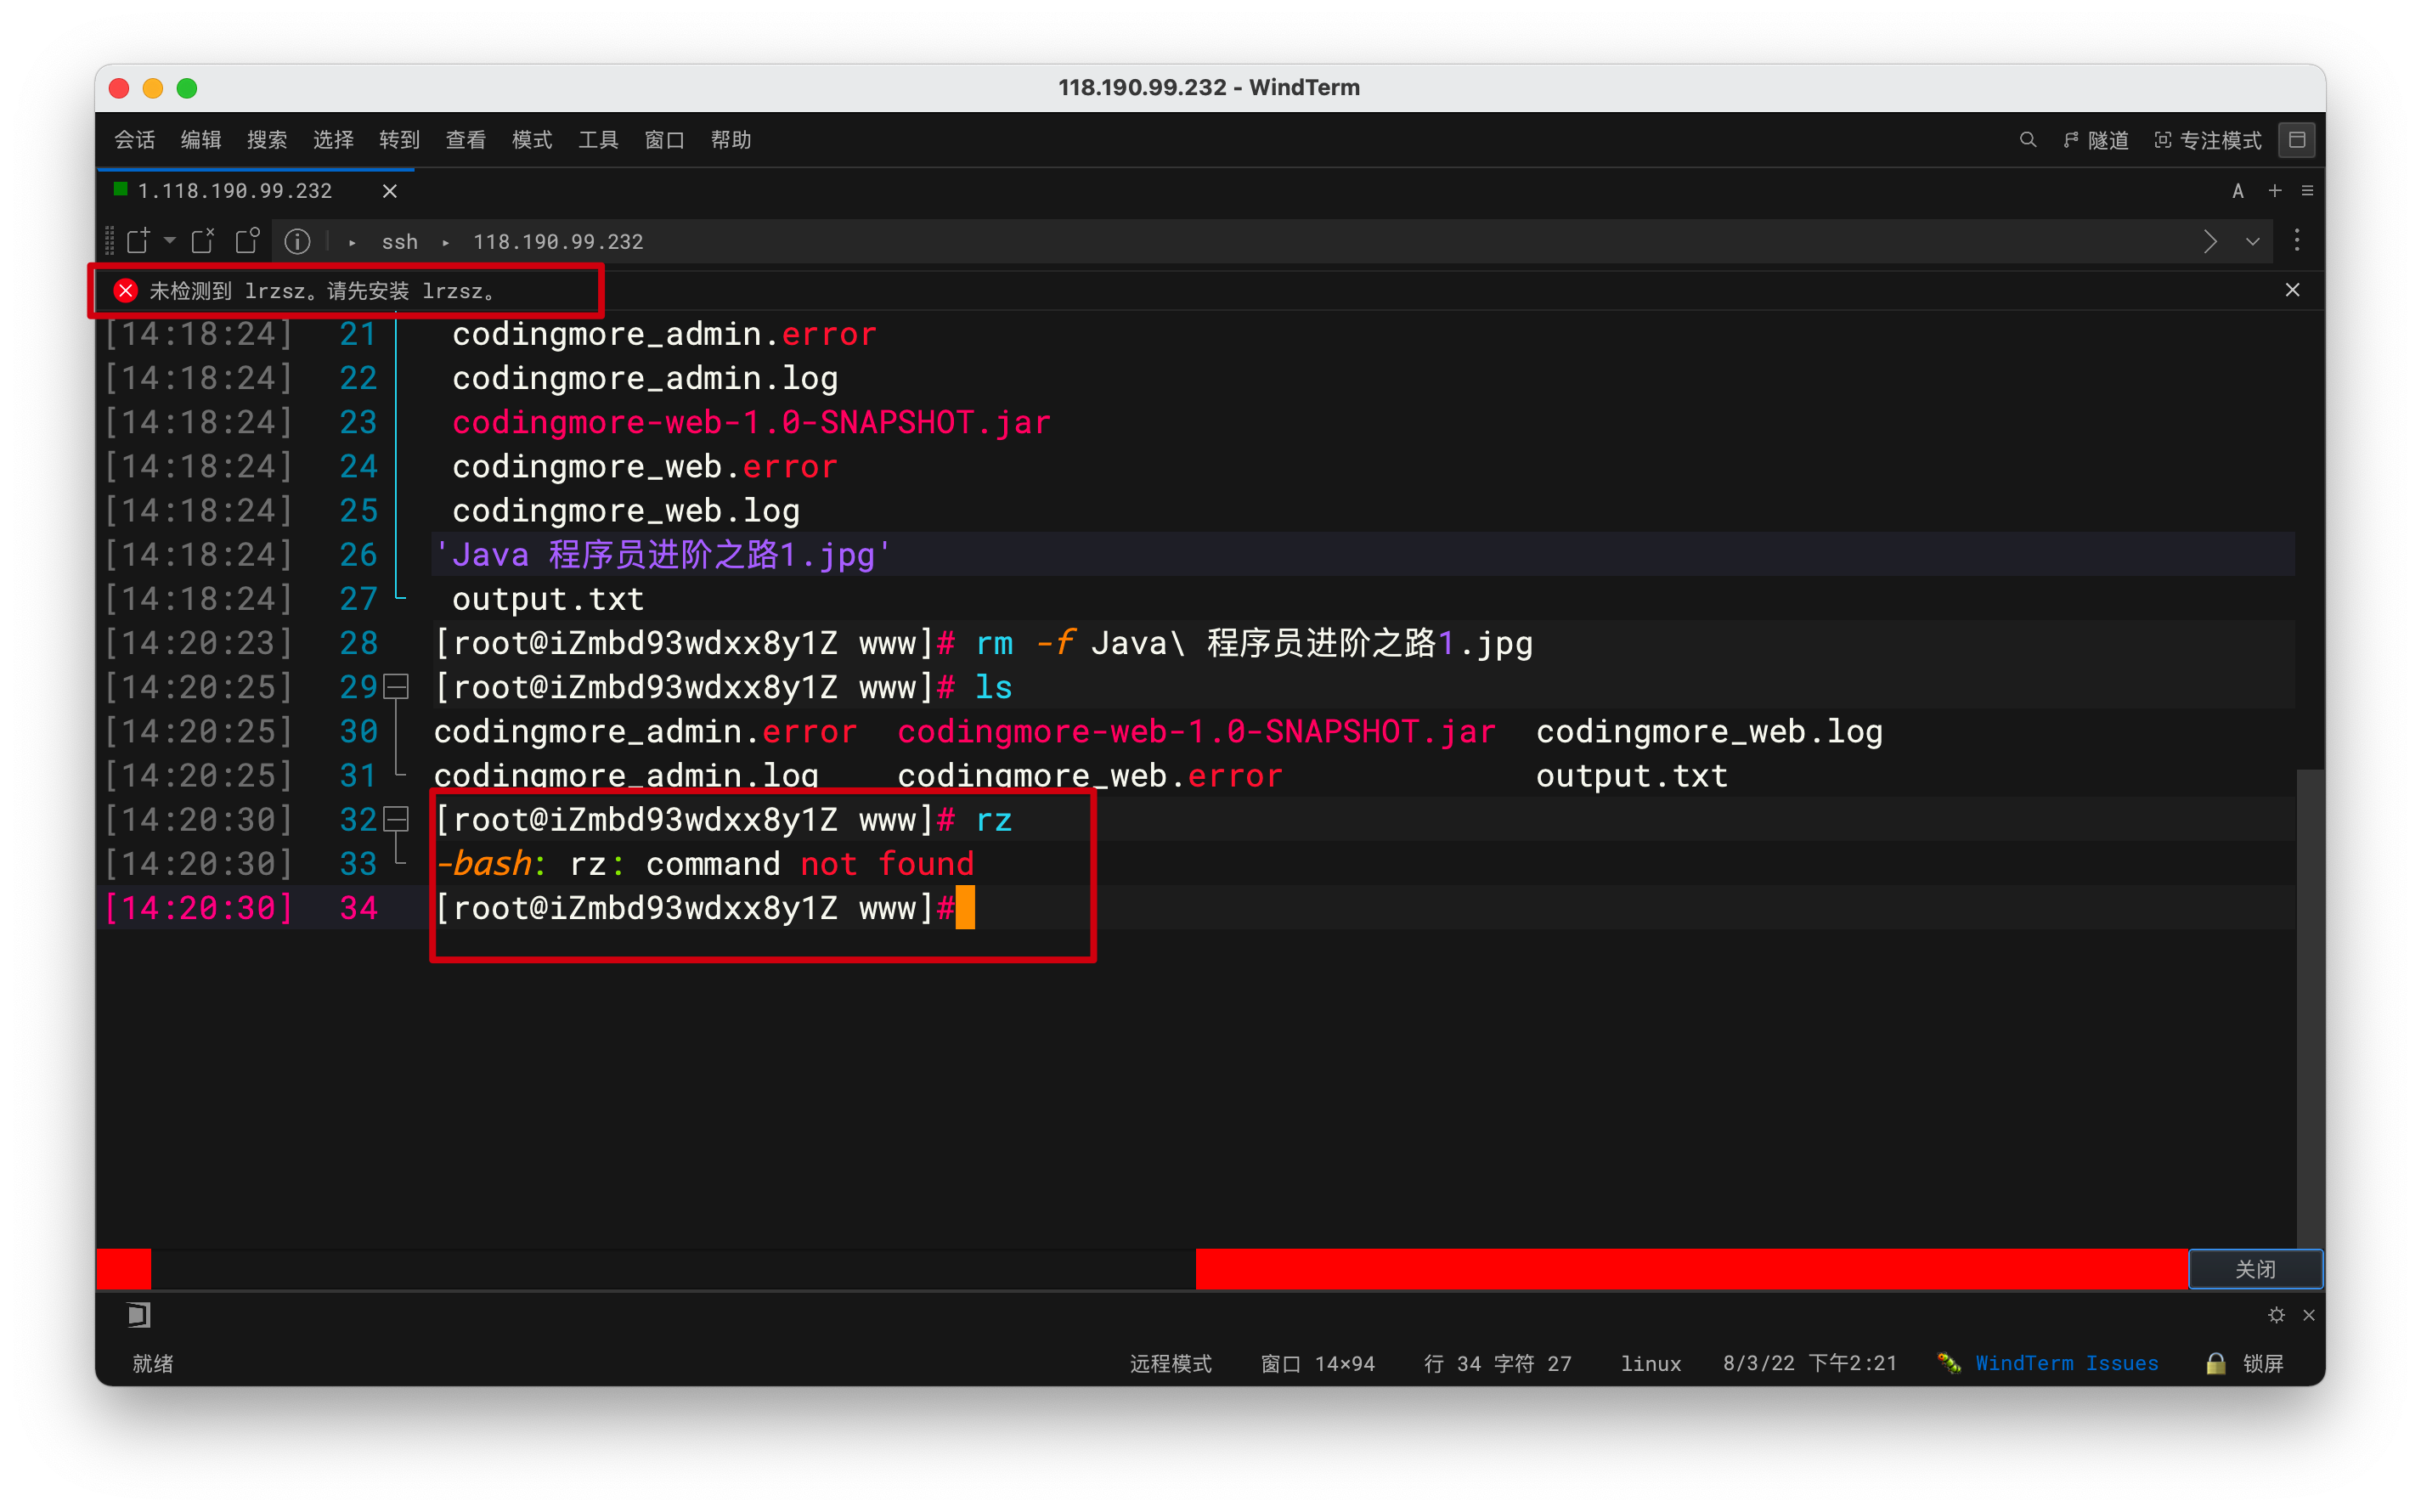 118.190.99.232 - WindTerm
会话 编辑 搜索 选择 转到 查看 模式 工具 窗口 帮助 隧道 专注模式
1.118.190.99.232 A
ssh 118.190.99.232
未检测到 lrzsz。请先安装 lrzsz。
[14:18:24] 21 codingmore_admin.error
[14:18:24] 22 codingmore_admin.log
[14:18:24] 23 codingmore-web-1.0-SNAPSHOT.jar
[14:18:24] 24 codingmore_web.error
[14:18:24] 25 codingmore_web.log
[14:18:24] 26 'Java 程序员进阶之路1.jpg'
[14:18:24] 27 output.txt
[14:20:23] 28 [root@iZmbd93wdxx8y1Z www]# rm -f Java\ 程序员进阶之路1.jpg
[14:20:25] 29 [root@iZmbd93wdxx8y1Z www]# ls
[14:20:25] 30 codingmore_admin.error codingmore-web-1.0-SNAPSHOT.jar codingmore_web.log
[14:20:25] 31 codingmore_admin.log codingmore_web.error output.txt
[14:20:30] 32 [root@iZmbd93wdxx8y1Z www]# rz
[14:20:30] 33 -bash: rz: command not found
[14:20:30] 34 [root@iZmbd93wdxx8y1Z www]#
关闭
就绪 远程模式 窗口 14×94 行 34 字符 27 linux 8/3/22 下午2:21 WindTerm Issues 锁屏